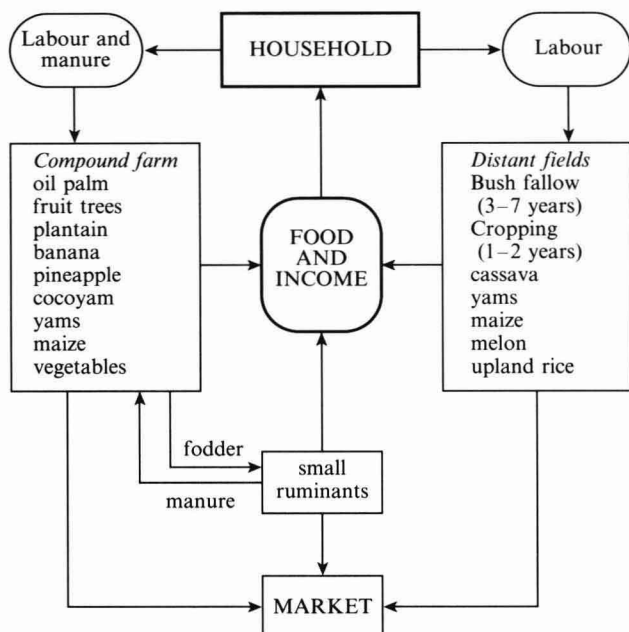 Labour and
manure
HOUSEHOLD
Labour
Compound farm
oil palm
fruit trees
plantain
banana
pineapple
cocoyam
yams
maize
vegetables
FOOD
AND
INCOME
Distant fields
Bush fallow
(3–7 years)
Cropping
(1–2 years)
cassava
yams
maize
melon
upland rice
fodder
manure
small
ruminants
MARKET